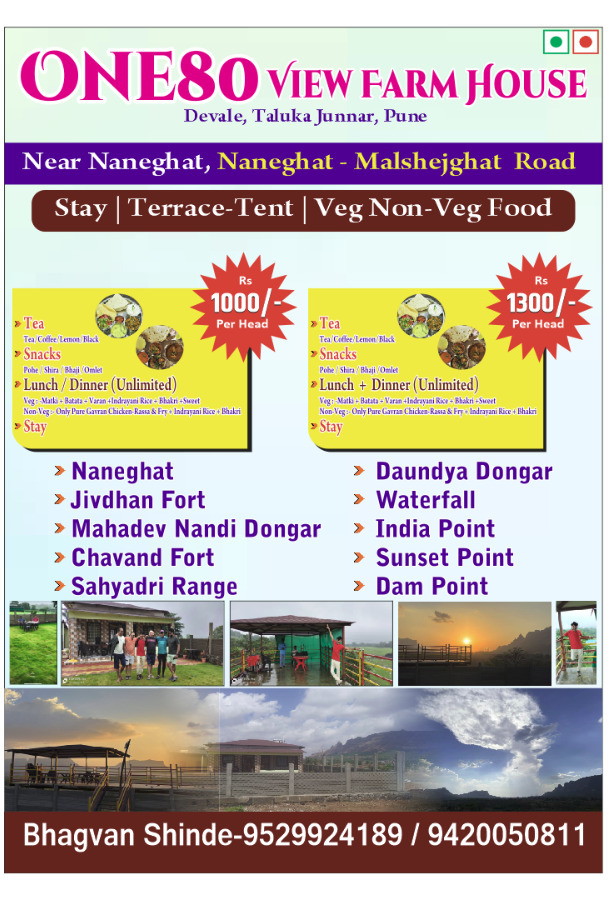 ONE80 VIEW FARM HOUSE
Devale, Taluka Junnar, Pune
Near Naneghat, Naneghat - Malshejghat Road
Stay | Terrace-Tent | Veg Non-Veg Food
Rs
1000/-
Per Head
Tea
Tea/Coffee/Lemon/Black
Snacks
Pohe / Shira / Bhaji / Omlet
Lunch / Dinner (Unlimited)
Veg:- Matki + Batata + Varan +Indrayani Rice + Bhakri +Sweet
Non-Veg :- Only Pure Gavran Chicken-Rassa & Fry + Indrayani Rice + Bhakri
Stay
Rs
1300/-
Per Head
Tea
Tea/Coffee/Lemon/Black
Snacks
Pohe / Shira / Bhaji / Omlet
Lunch + Dinner (Unlimited)
Veg:- Matki + Batata + Varan +Indrayani Rice + Bhakri +Sweet
Non-Veg :- Only Pure Gavran Chicken-Rassa & Fry + Indrayani Rice + Bhakri
Stay
Naneghat
Jivdhan Fort
Mahadev Nandi Dongar
Chavand Fort
Sahyadri Range
Daundya Dongar
Waterfall
India Point
Sunset Point
Dam Point
Bhagvan Shinde-9529924189 / 9420050811